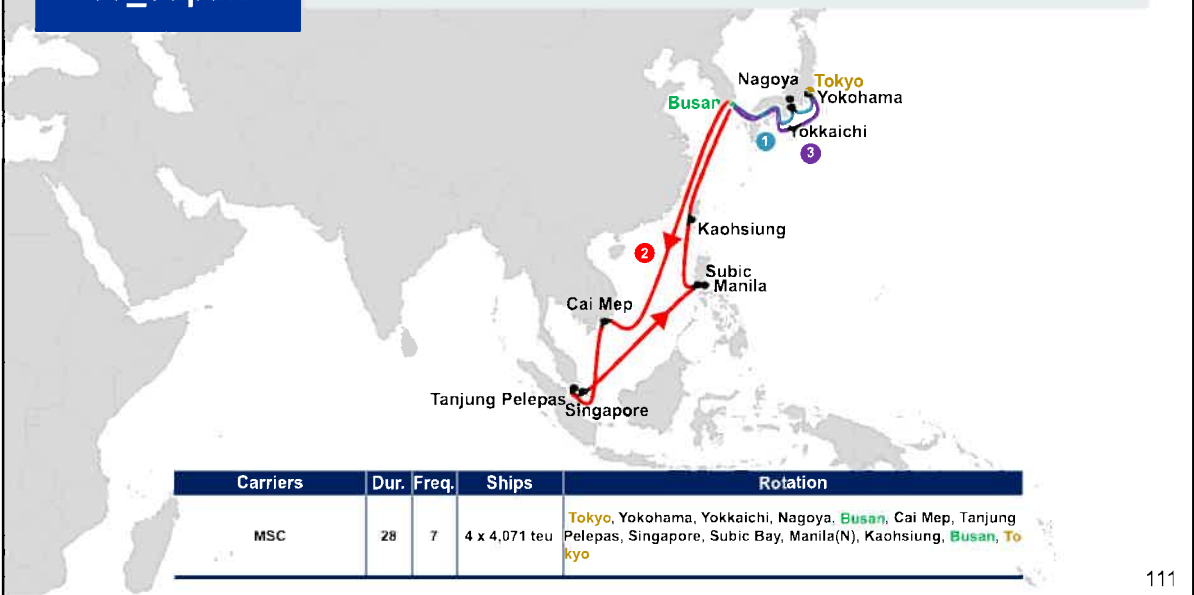 Nagoya
Tokyo
Busan
Yokohama
Yokkaichi
1
3
Kaohsiung
2
Subic
Manila
Cai Mep
Tanjung Pelepas
Singapore
Carriers Dur. Freq. Ships Rotation
MSC 28 7 4 x 4,071 teu
Tokyo, Yokohama, Yokkaichi, Nagoya, Busan, Cai Mep, Tanjung
Pelepas, Singapore, Subic Bay, Manila(N), Kaohsiung, Busan, To
kyo
111